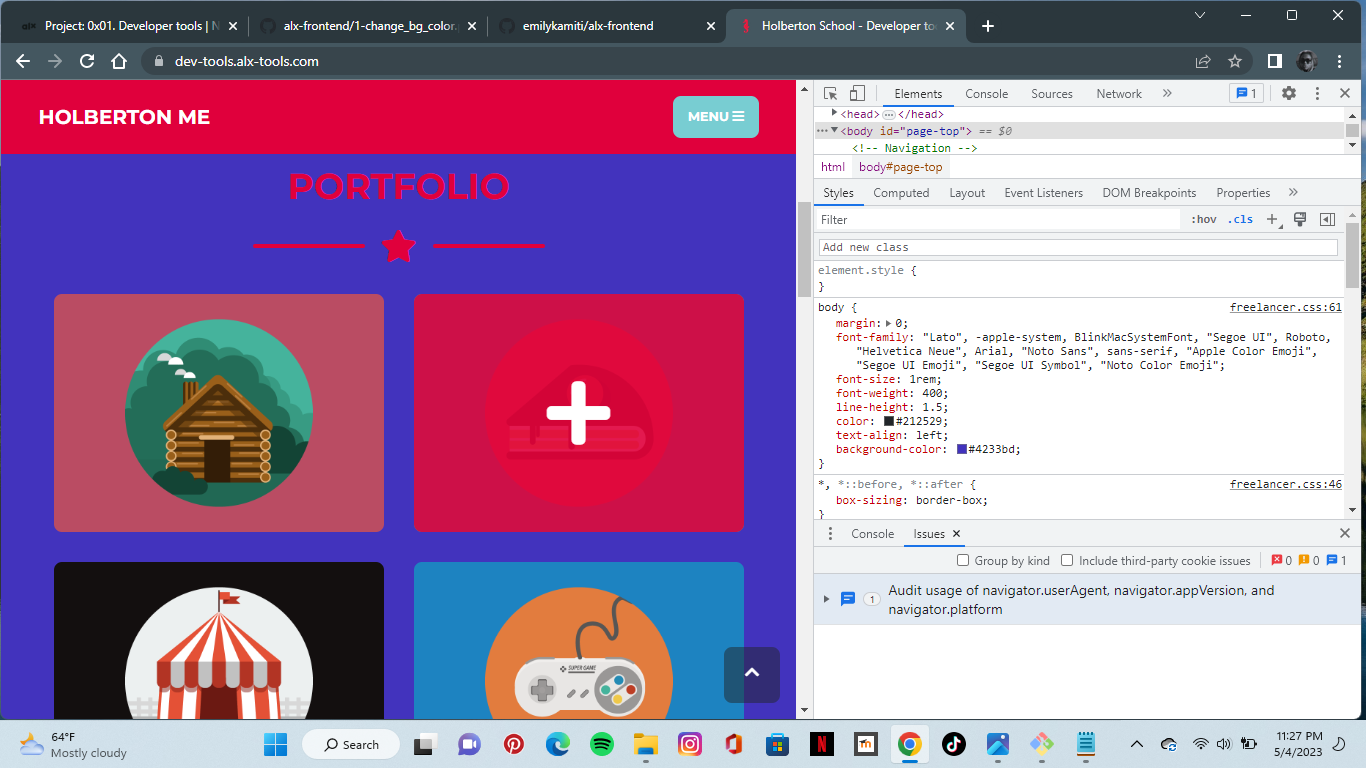 Project: 0x01. Developer tools | N
alx-frontend/1-change_bg_color.
emilykamiti/alx-frontend
Holberton School - Developer to
dev-tools.alx-tools.com
HOLBERTON ME
MENU
PORTFOLIO
SUPER GAME
Elements Console Sources Network » 1
<head> … </head>
··· <body id="page-top"> == $0
<!-- Navigation -->
html body#page-top
Styles Computed Layout Event Listeners DOM Breakpoints Properties »
Filter :hov .cls +
Add new class
element.style {
}
body { freelancer.css:61
margin: 0;
font-family: "Lato", -apple-system, BlinkMacSystemFont, "Segoe UI", Roboto,
"Helvetica Neue", Arial, "Noto Sans", sans-serif, "Apple Color Emoji",
"Segoe UI Emoji", "Segoe UI Symbol", "Noto Color Emoji";
font-size: 1rem;
font-weight: 400;
line-height: 1.5;
color: #212529;
text-align: left;
background-color: #4233bd;
}
*, *::before, *::after { freelancer.css:46
box-sizing: border-box;
}
Console Issues
Group by kind Include third-party cookie issues 0 0 1
1 Audit usage of navigator.userAgent, navigator.appVersion, and
navigator.platform
64°F
Mostly cloudy
Search
11:27 PM
5/4/2023